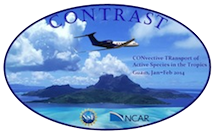 CONTRAST
CONvective TRansport of
Active Species in the Tropics
Guam, Jan-Feb 2014
NCAR